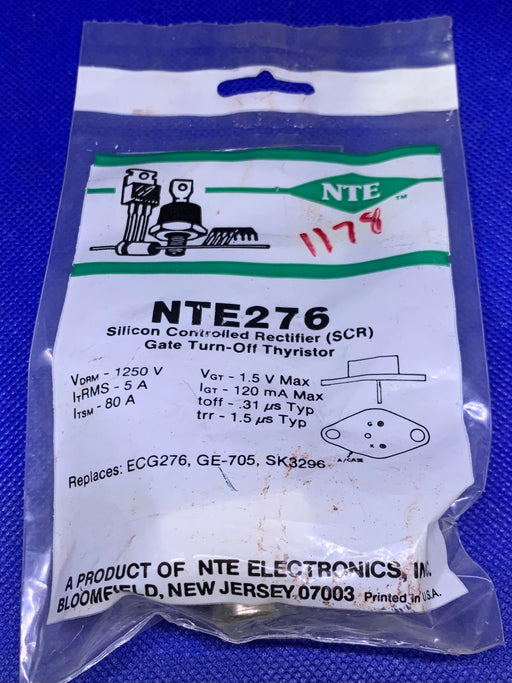 NTE ™
1178
NTE276
Silicon Controlled Rectifier (SCR)
Gate Turn-Off Thyristor
VDRM - 1250 V
ITRMS - 5 A
ITSM - 80 A
VGT - 1.5 V Max
IGT - 120 mA Max
toff - .31 μs Typ
trr - 1.5 μs Typ
A/CASE
Replaces: ECG276, GE-705, SK3296
A PRODUCT OF NTE ELECTRONICS, INC.
BLOOMFIELD, NEW JERSEY 07003 Printed in U.S.A.